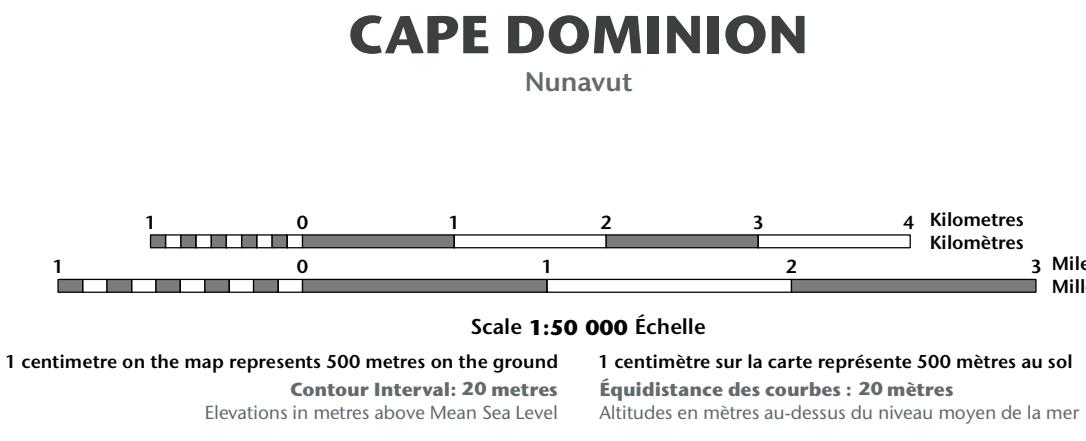 CAPE DOMINION
Nunavut
1 0 1 2 3 4 Kilometres
Kilomètres
1 0 1 2 3
Scale 1:50 000 Échelle
1 centimetre on the map represents 500 metres on the ground
Contour Interval: 20 metres
Elevations in metres above Mean Sea Level
1 centimètre sur la carte représente 500 mètres au sol
Équidistance des courbes : 20 mètres
Altitudes en mètres au-dessus du niveau moyen de la mer